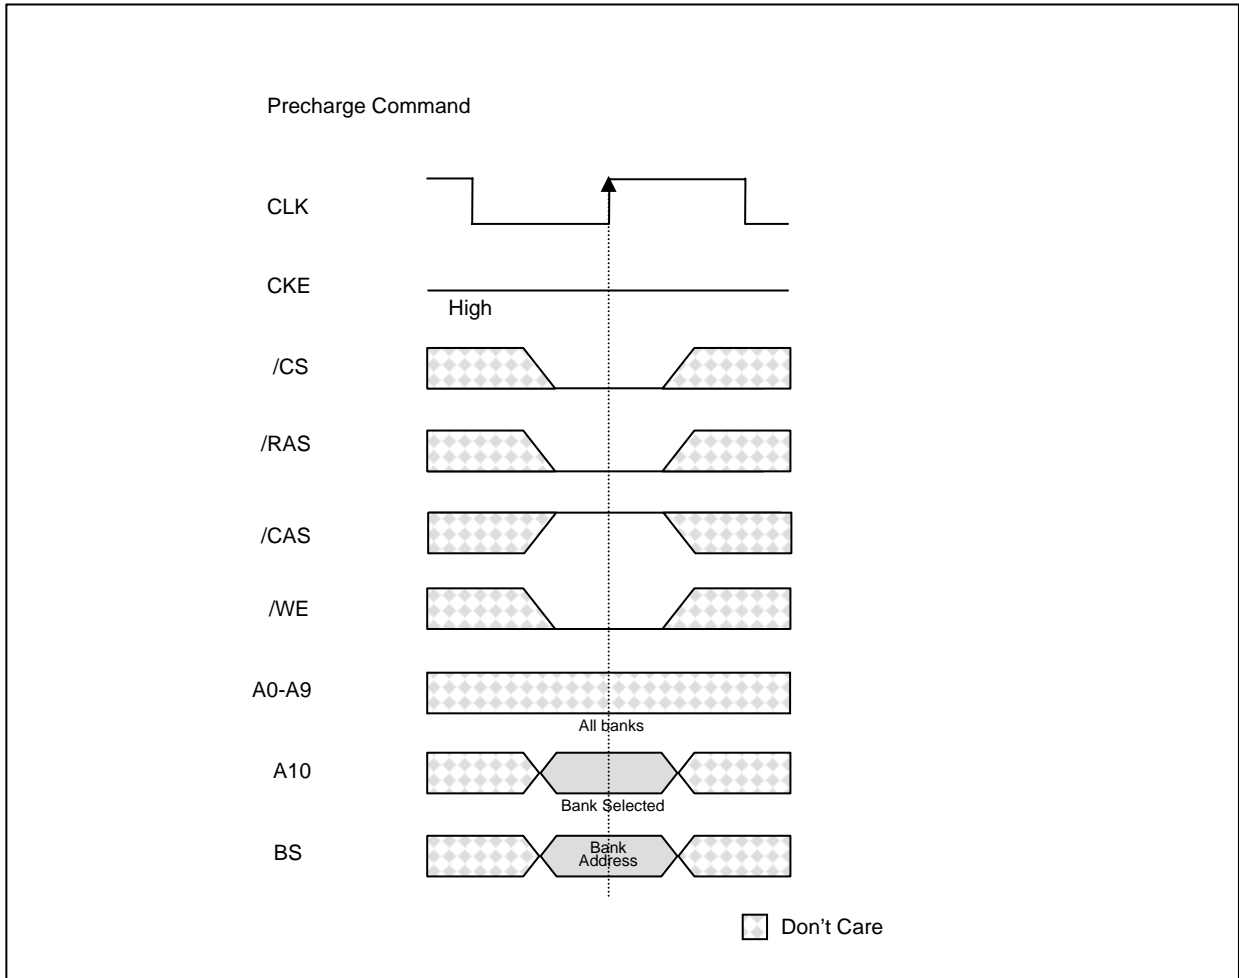 Precharge Command
CLK
CKE
High
/CS
/RAS
/CAS
/WE
A0-A9
All banks
A10
Bank Selected
BS
Bank
Address
Don't Care